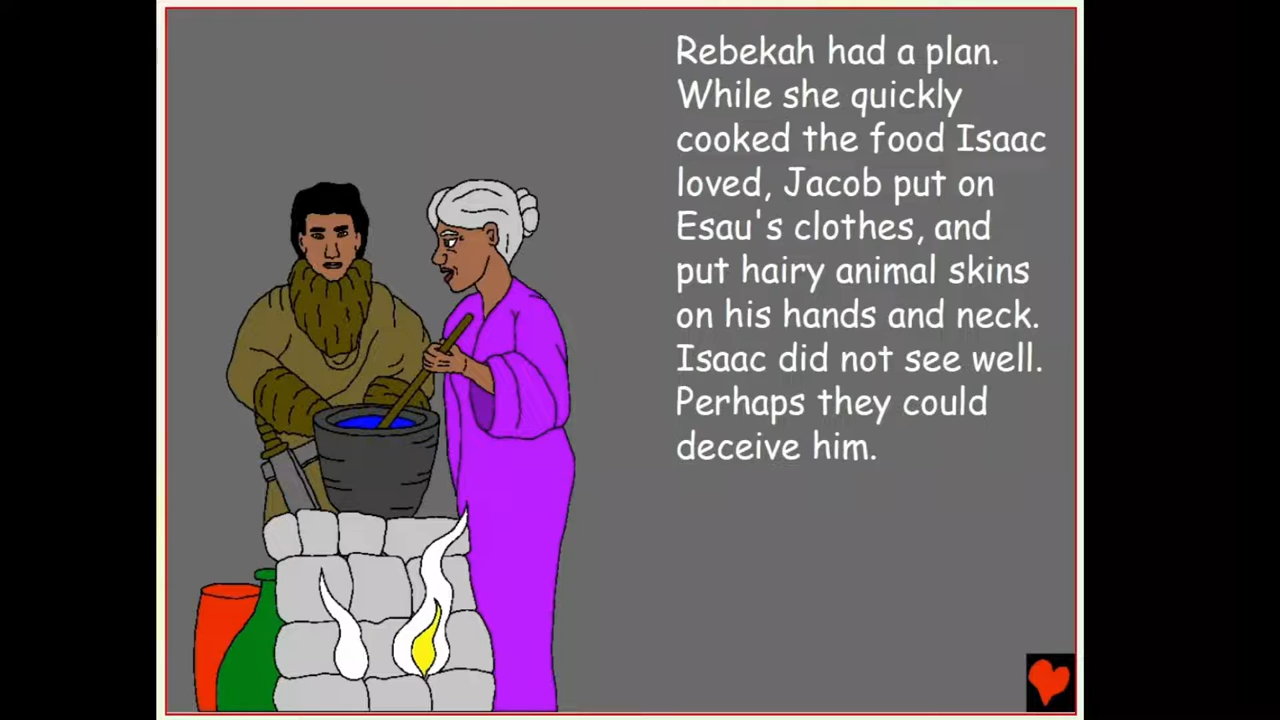 Rebekah had a plan.
While she quickly
cooked the food Isaac
loved, Jacob put on
Esau's clothes, and
put hairy animal skins
on his hands and neck.
Isaac did not see well.
Perhaps they could
deceive him.